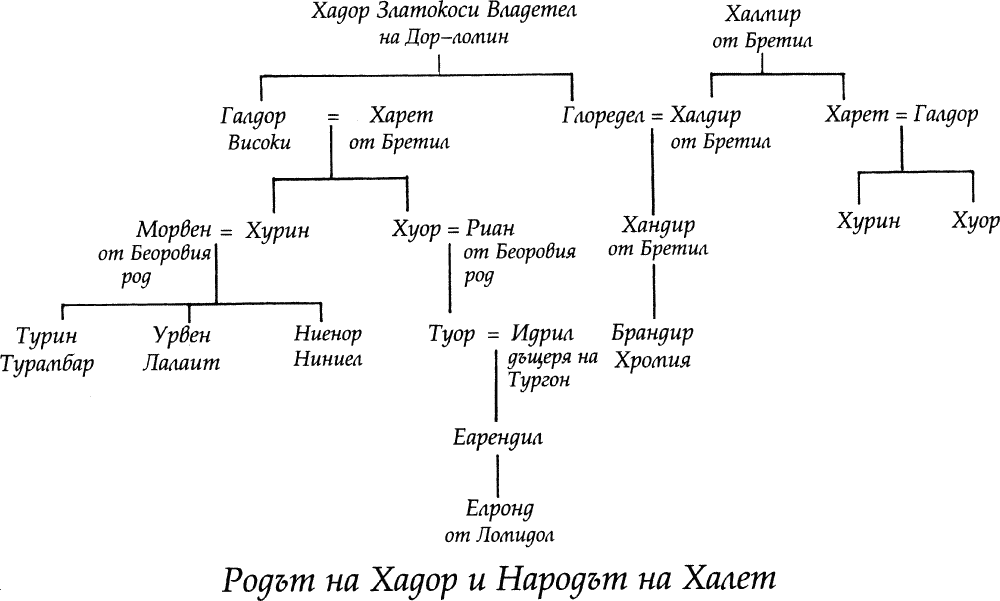 Хадор Златокоси Владетел
на Дор–ломин
Халмир
от Бретил
Галдор
Високи
=
Харет
от Бретил
Глоредел = Халдир
от Бретил
Харет = Галдор
Морвен = Хурин
от Беоровия
род
Хуор = Риан
от Беоровия
род
Хандир
от Бретил
Хурин
Хуор
Турин
Турамбар
Урвен
Лалаит
Ниенор
Ниниел
Туор = Идрил
дъщеря на
Тургон
Брандир
Хромия
Еарендил
Елронд
от Ломидол
Родът на Хадор и Народът на Халет